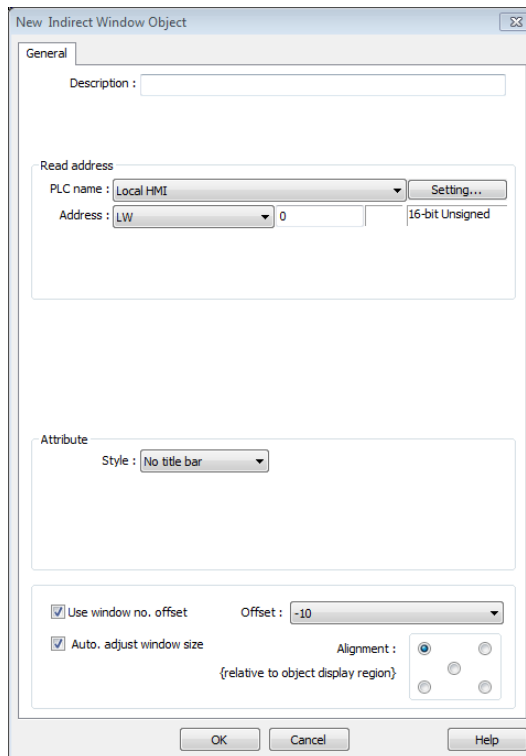 New Indirect Window Object
General
Description :
Read address
PLC name : Local HMI Setting...
Address : LW 0 16-bit Unsigned
Attribute
Style : No title bar
Use window no. offset Offset : -10
Auto. adjust window size Alignment :
{relative to object display region}
OK Cancel Help